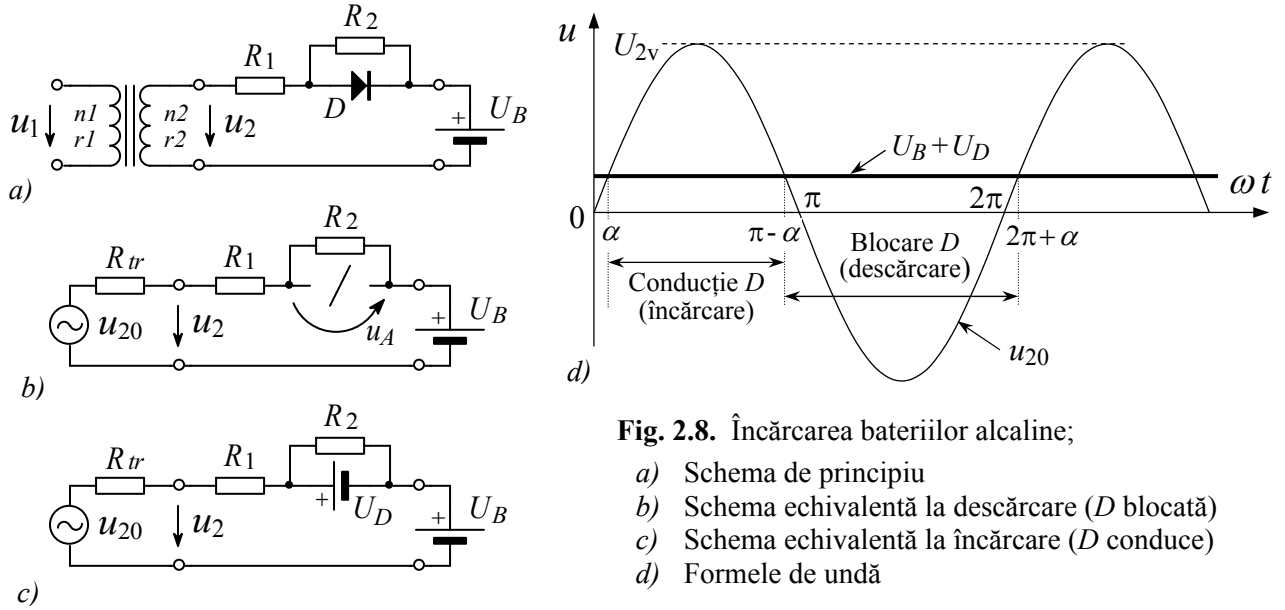 R2
R1
D
UB
+
u1
n1
r1
n2
r2
u2
a)
R2
Rtr
R1
UB
+
u20
u2
uA
b)
R2
Rtr
R1
+
UD
UB
+
u20
u2
c)
u
U2v
UB+UD
ωt
0
π
2π
α
π-α
2π+α
Blocare D
(descărcare)
Conducție D
(încărcare)
u20
d)
Fig. 2.8. Încărcarea bateriilor alcaline;
a) Schema de principiu
b) Schema echivalentă la descărcare (D blocată)
c) Schema echivalentă la încărcare (D conduce)
d) Formele de undă